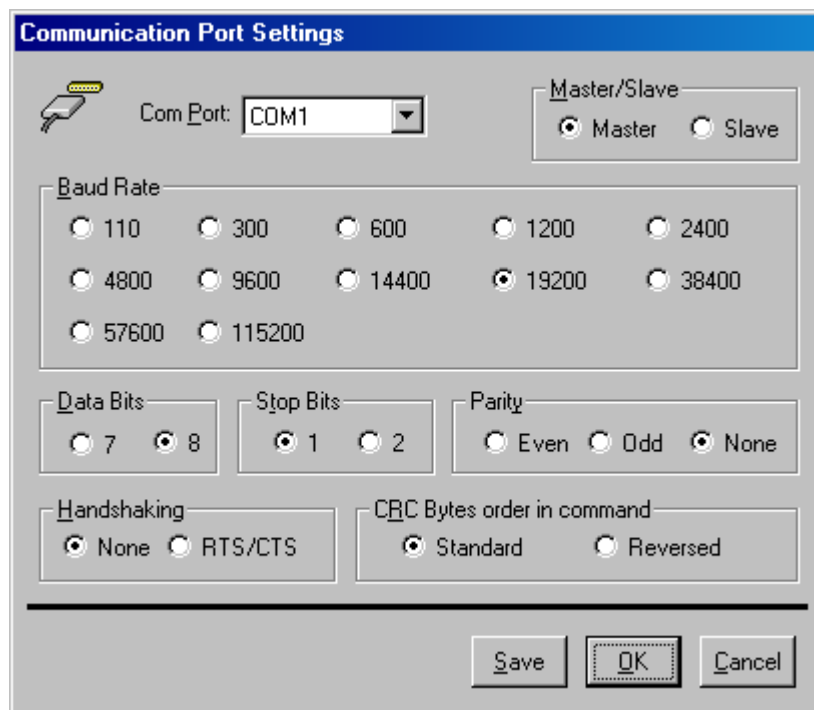 Communication Port Settings
Com Port: COM1
Master/Slave
Master Slave
Baud Rate
110 300 600 1200 2400
4800 9600 14400 19200 38400
57600 115200
Data Bits Stop Bits Parity
7 8 1 2 Even Odd None
Handshaking CRC Bytes order in command
None RTS/CTS Standard Reversed
Save OK Cancel